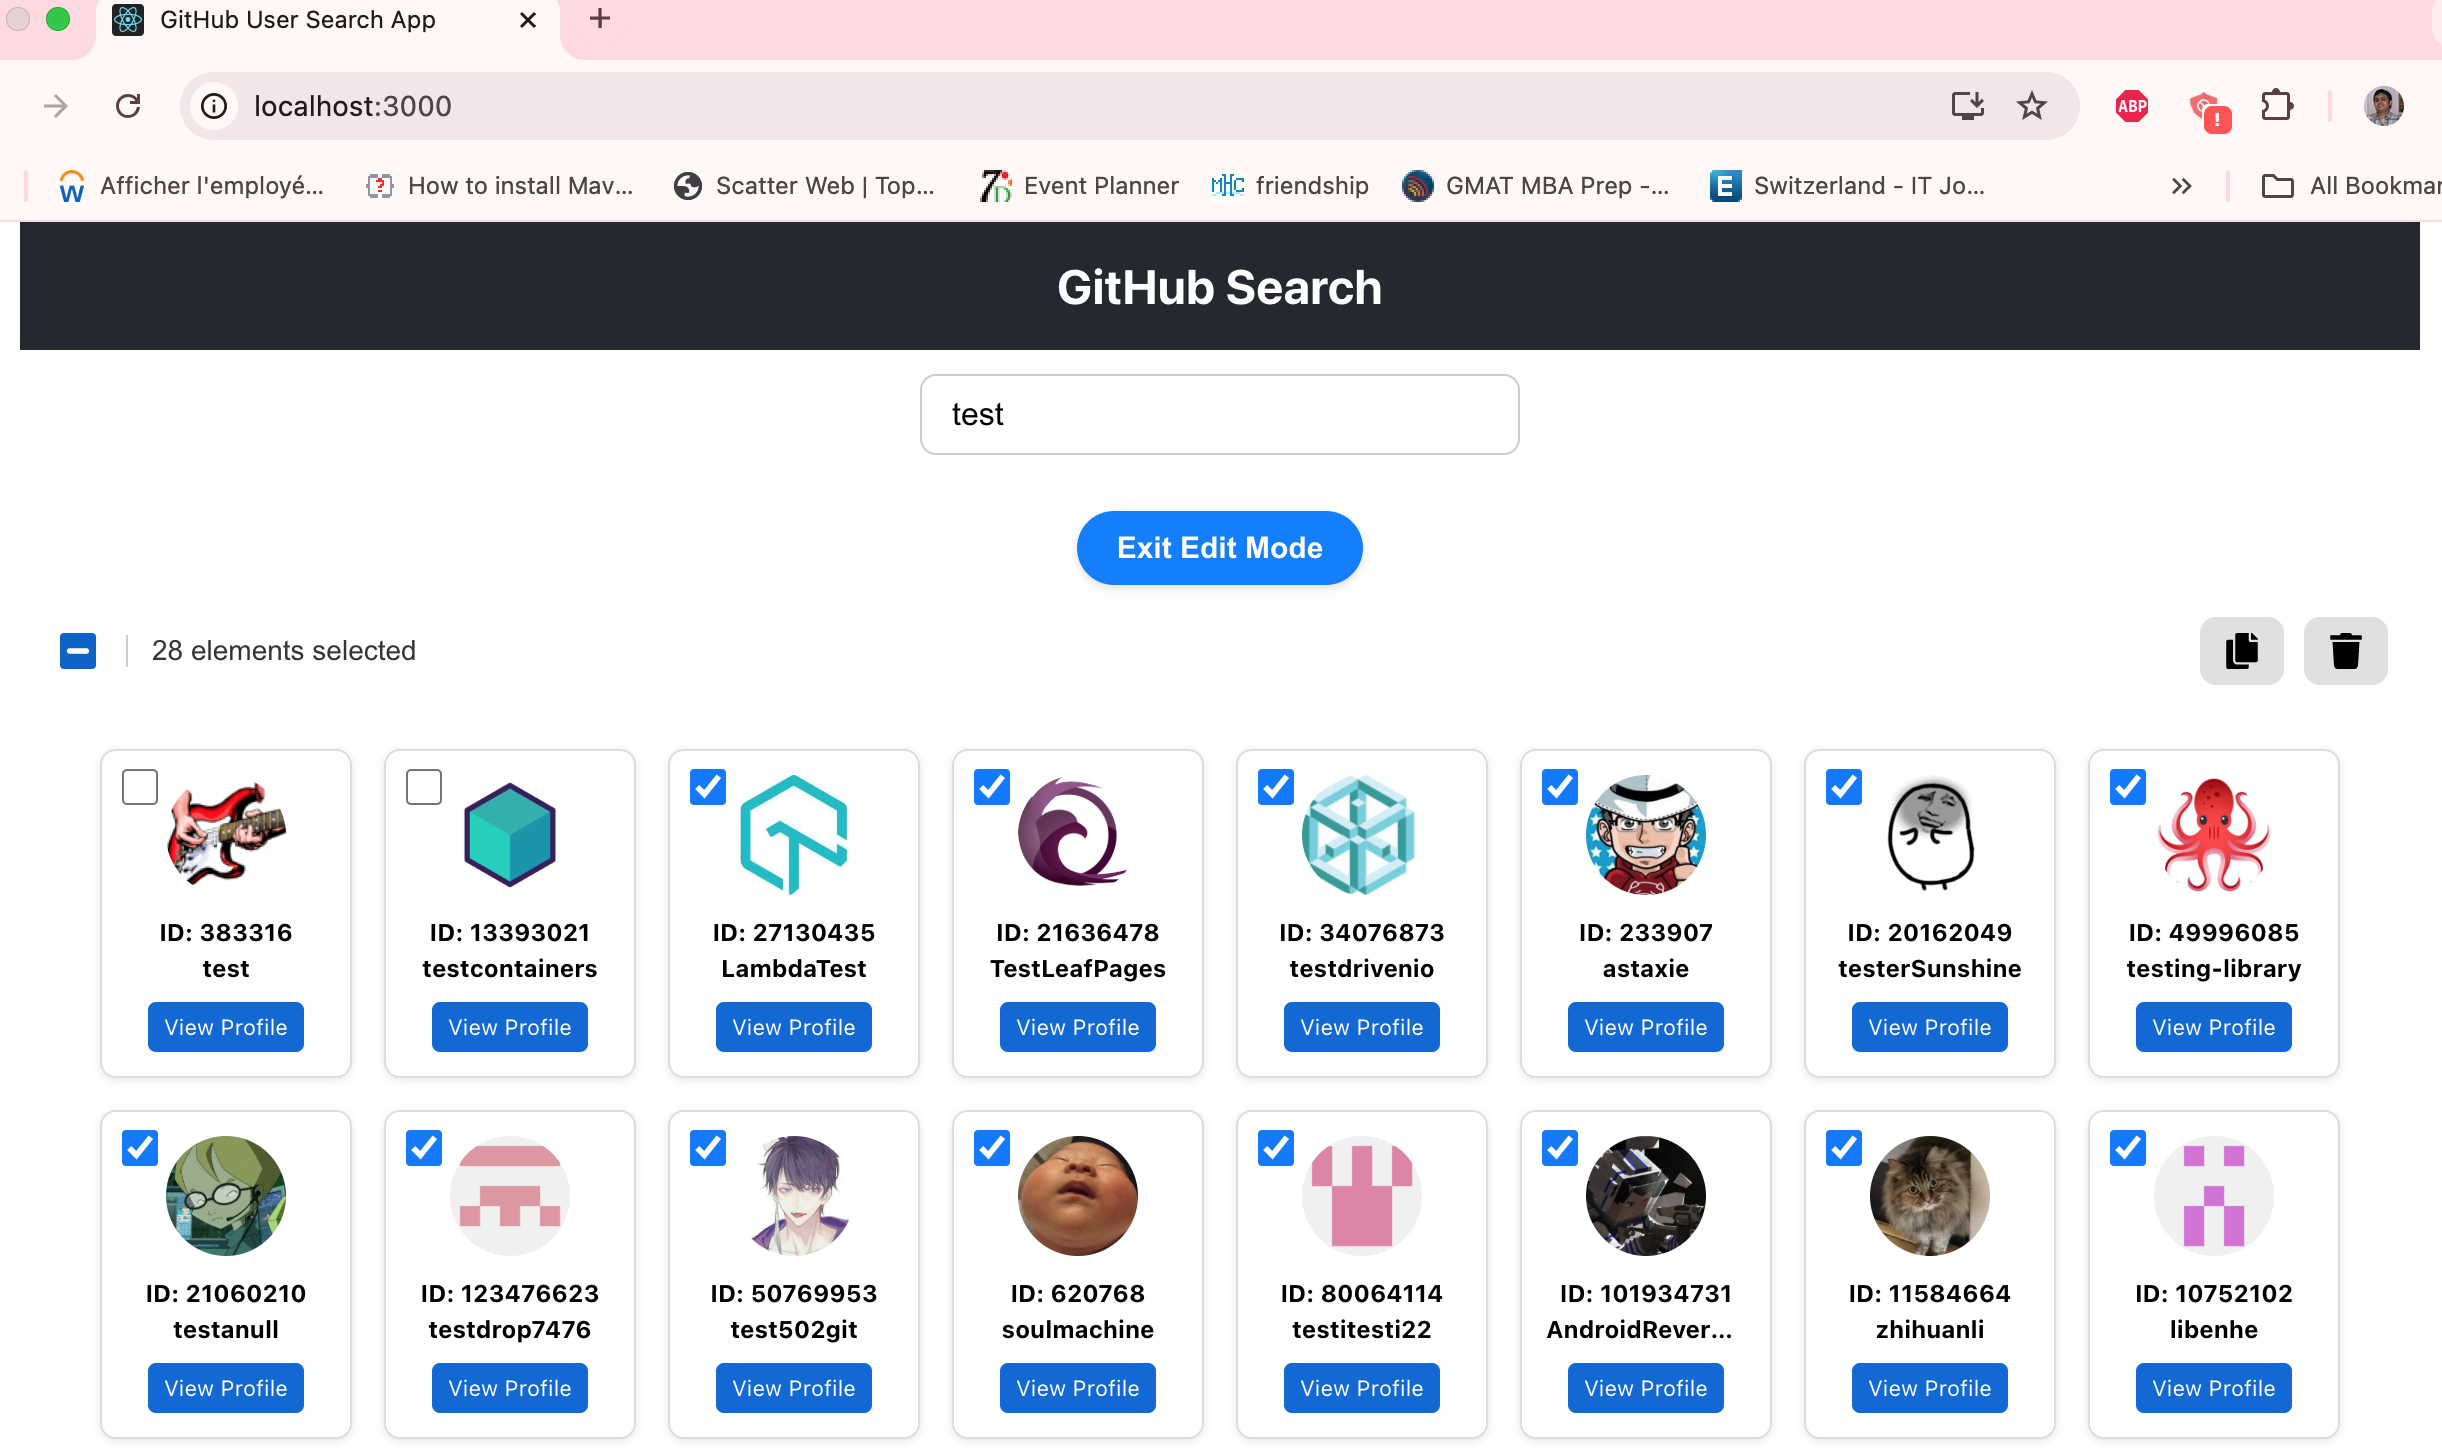 GitHub User Search App
localhost:3000
ABP
!
Afficher l'employé...
How to install Mav...
Scatter Web | Top...
Event Planner
MHC friendship
GMAT MBA Prep -...
E Switzerland - IT Jo...
All Bookmar
GitHub Search
test
Exit Edit Mode
28 elements selected
ID: 383316
test
View Profile
ID: 13393021
testcontainers
View Profile
ID: 27130435
LambdaTest
View Profile
ID: 21636478
TestLeafPages
View Profile
ID: 34076873
testdrivenio
View Profile
ID: 233907
astaxie
View Profile
ID: 20162049
testerSunshine
View Profile
ID: 49996085
testing-library
View Profile
ID: 21060210
testanull
View Profile
ID: 123476623
testdrop7476
View Profile
ID: 50769953
test502git
View Profile
ID: 620768
soulmachine
View Profile
ID: 80064114
testitesti22
View Profile
ID: 101934731
AndroidRever...
View Profile
ID: 11584664
zhihuanli
View Profile
ID: 10752102
libenhe
View Profile